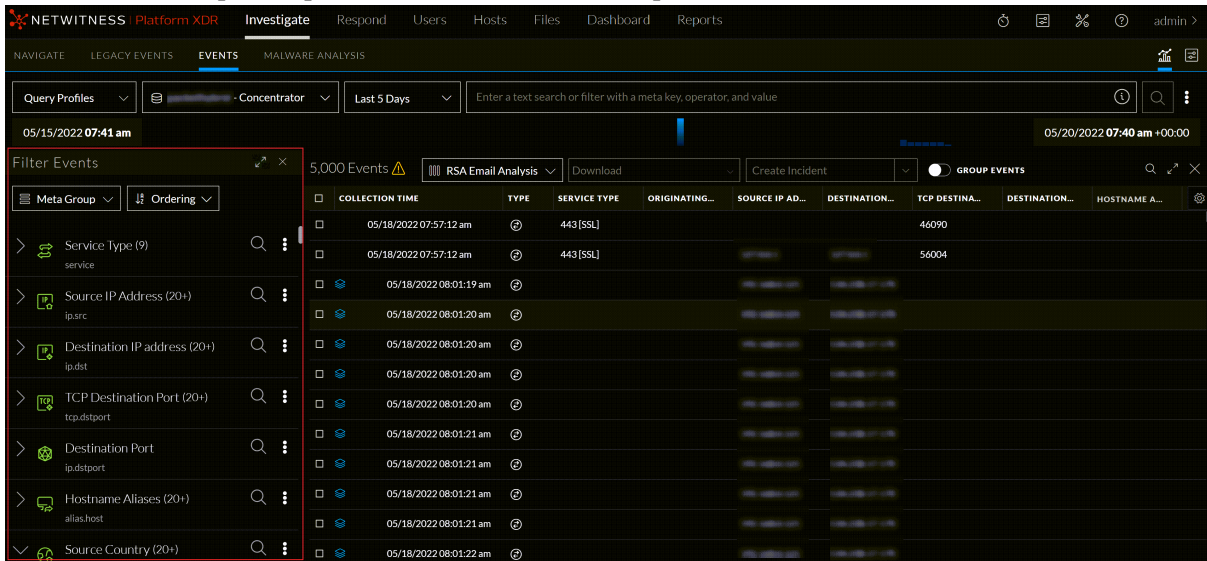 NETWITNESS | Platform XDR Investigate Respond Users Hosts Files Dashboard Reports admin >
NAVIGATE LEGACY EVENTS EVENTS MALWARE ANALYSIS
Query Profiles - Concentrator Last 5 Days Enter a text search or filter with a meta key, operator, and value
05/15/2022 07:41 am 05/20/2022 07:40 am +00:00
Filter Events
Meta Group Ordering
Service Type (9)
service
Source IP Address (20+)
ip.src
Destination IP address (20+)
ip.dst
TCP Destination Port (20+)
tcp.dstport
Destination Port
ip.dstport
Hostname Aliases (20+)
alias.host
Source Country (20+)
5,000 Events RSA Email Analysis Download Create Incident GROUP EVENTS
COLLECTION TIME TYPE SERVICE TYPE ORIGINATING... SOURCE IP AD... DESTINATION... TCP DESTINA... DESTINATION... HOSTNAME A...
05/18/2022 07:57:12 am 443 [SSL] 46090
05/18/2022 07:57:12 am 443 [SSL] 56004
05/18/2022 08:01:19 am
05/18/2022 08:01:20 am
05/18/2022 08:01:20 am
05/18/2022 08:01:20 am
05/18/2022 08:01:20 am
05/18/2022 08:01:21 am
05/18/2022 08:01:21 am
05/18/2022 08:01:21 am
05/18/2022 08:01:21 am
05/18/2022 08:01:22 am